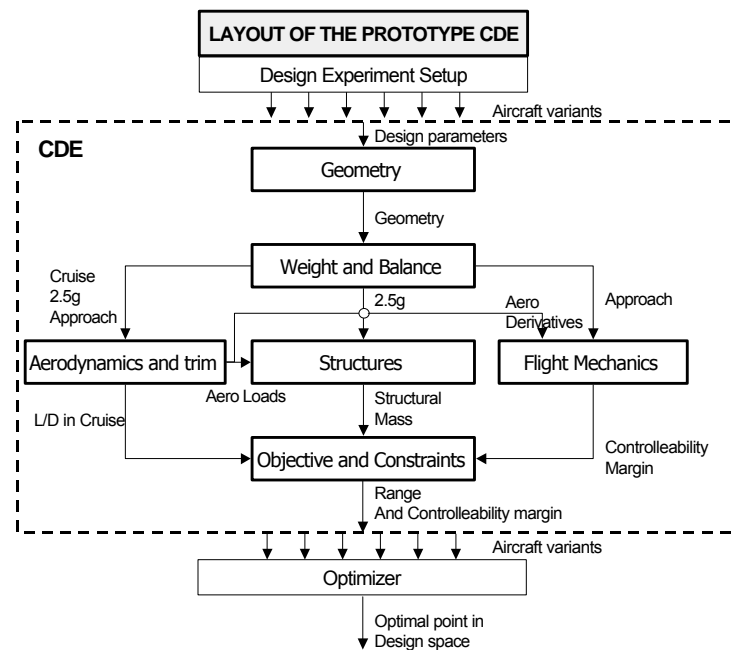 LAYOUT OF THE PROTOTYPE CDE
Design Experiment Setup
Aircraft variants
CDE
Design parameters
Geometry
Geometry
Weight and Balance
Cruise
2.5g
Approach
2.5g
Aero
Derivatives
Approach
Aerodynamics and trim
Structures
Flight Mechanics
Aero Loads
L/D in Cruise
Structural
Mass
Controlleability
Margin
Objective and Constraints
Range
And Controlleability margin
Aircraft variants
Optimizer
Optimal point in
Design space